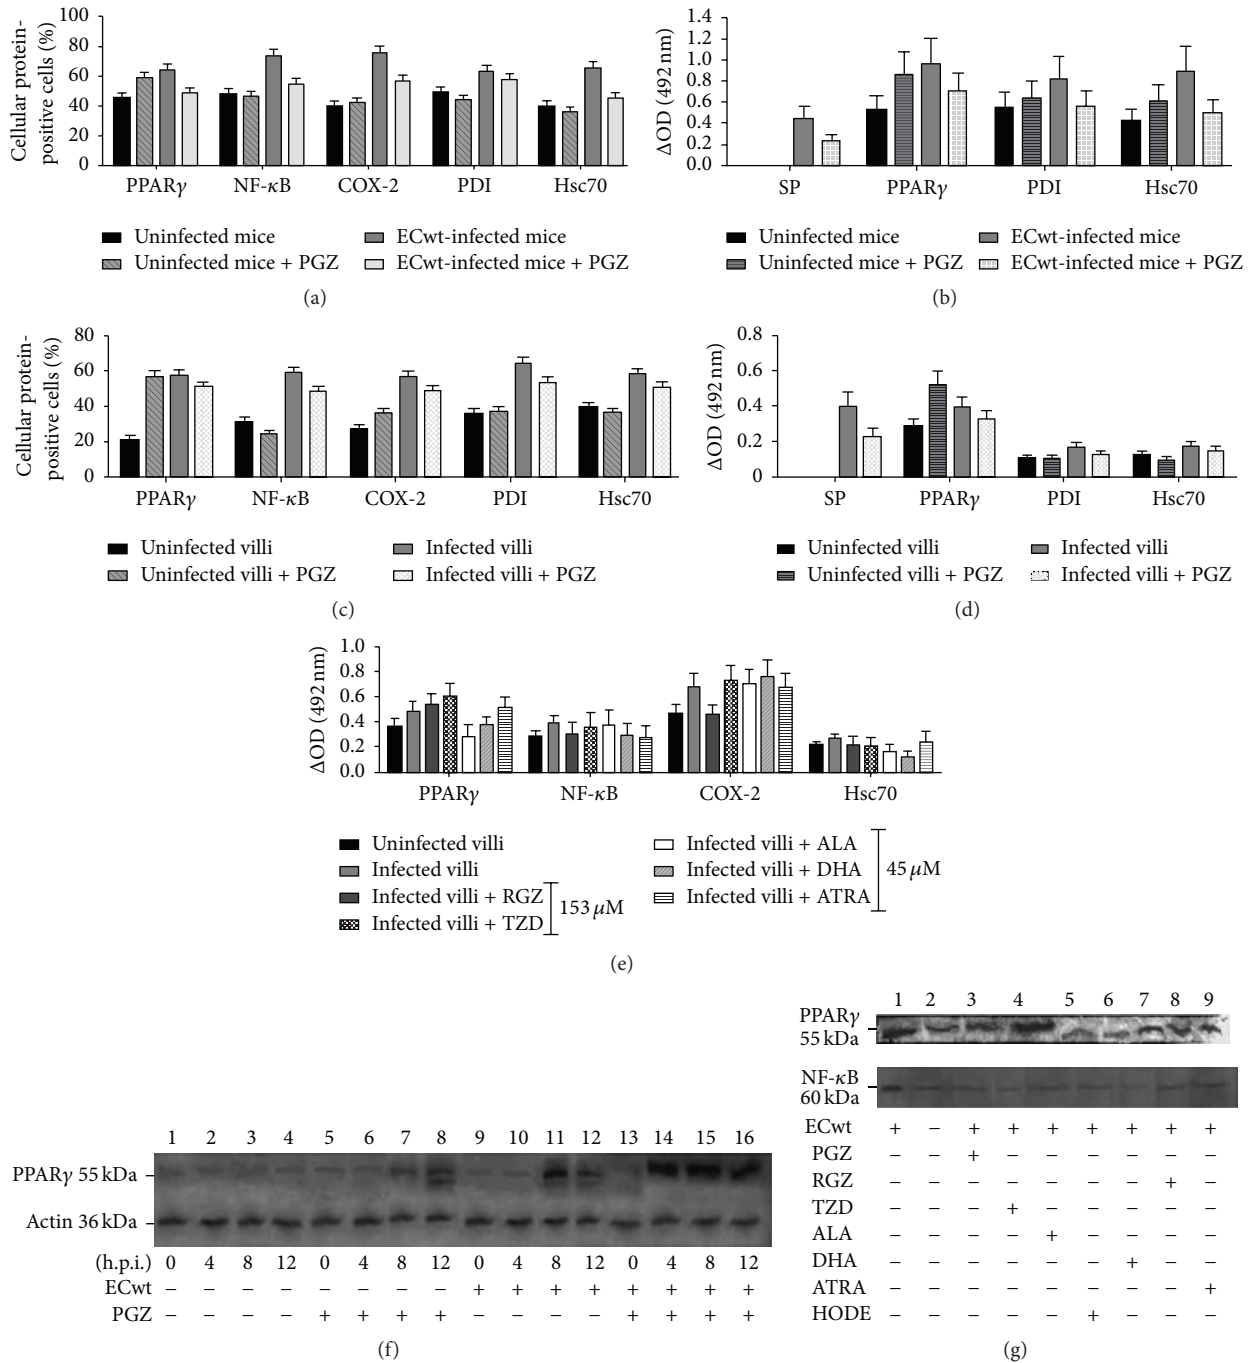 Cellular protein-
positive cells (%)
100
80
60
40
20
0
PPARγ NF-κB COX-2 PDI Hsc70
Uninfected mice
Uninfected mice + PGZ
ECwt-infected mice
ECwt-infected mice + PGZ
(a)
ΔOD (492 nm)
1.4
1.2
1.0
0.8
0.6
0.4
0.2
0.0
SP PPARγ PDI Hsc70
Uninfected mice
Uninfected mice + PGZ
ECwt-infected mice
ECwt-infected mice + PGZ
(b)
Cellular protein-
positive cells (%)
80
60
40
20
0
PPARγ NF-κB COX-2 PDI Hsc70
Uninfected villi
Uninfected villi + PGZ
Infected villi
Infected villi + PGZ
(c)
ΔOD (492 nm)
0.8
0.6
0.4
0.2
0
SP PPARγ PDI Hsc70
Uninfected villi
Uninfected villi + PGZ
Infected villi
Infected villi + PGZ
(d)
ΔOD (492 nm)
1.0
0.8
0.6
0.4
0.2
0.0
PPARγ NF-κB COX-2 Hsc70
Uninfected villi
Infected villi
Infected villi + RGZ
Infected villi + TZD
153 μM
Infected villi + ALA
Infected villi + DHA
Infected villi + ATRA
45 μM
(e)
1 2 3 4 5 6 7 8 9 10 11 12 13 14 15 16
PPARγ 55 kDa
Actin 36 kDa
(h.p.i.) 0 4 8 12 0 4 8 12 0 4 8 12 0 4 8 12
ECwt − − − − − − − − + + + + + + + +
PGZ − − − − + + + + − − − − + + + +
(f)
1 2 3 4 5 6 7 8 9
PPARγ
55 kDa
NF-κB
60 kDa
ECwt + − + + + + + + +
PGZ − − + − − − − − −
RGZ − − − − − − − + −
TZD − − − + − − − − −
ALA − − − − + − − − −
DHA − − − − − − + − −
ATRA − − − − − − − − +
HODE − − − − − + − − −
(g)